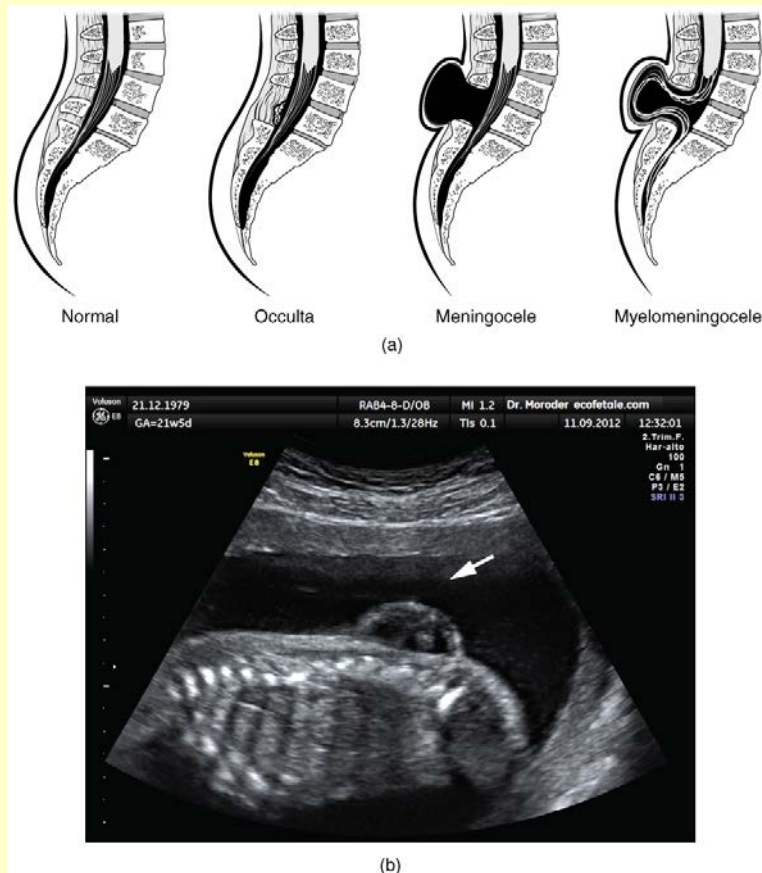 Normal
Occulta
Meningocele
Myelomeningocele
(a)
Voluson
E8
21.12.1979
RAB4-8-D/OB
MI 1.2
Dr. Moroder ecofetale.com
GA=21w5d
8.3cm/1.3/28Hz
TIs 0.1
11.09.2012
12:32:01
2.Trim.F.
Har-alto
100
Gn 1
C6 / M5
P3 / E2
SRI II 3
Voluson
E8
(b)